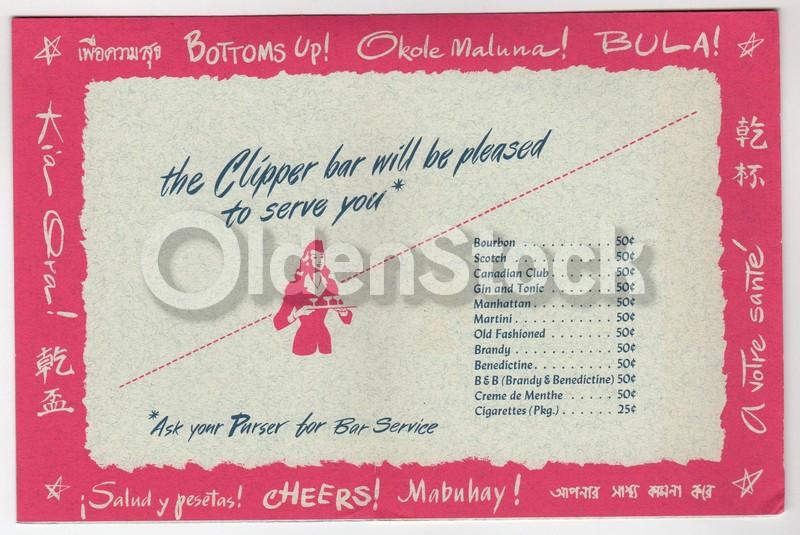 เพื่อความสุข BOTTOMS UP! Okole Maluna! BULA!
Kia Ora!
乾盃
乾杯
à votre santé
the Clipper bar will be pleased
to serve you*
OldenStock
Bourbon . . . . . . . . . . . . 50¢
Scotch . . . . . . . . . . . . . 50¢
Canadian Club . . . . . . . . 50¢
Gin and Tonic . . . . . . . . 50¢
Manhattan . . . . . . . . . . 50¢
Martini . . . . . . . . . . . . 50¢
Old Fashioned . . . . . . . . 50¢
Brandy . . . . . . . . . . . . 50¢
Benedictine . . . . . . . . . . 50¢
B & B (Brandy & Benedictine) 50¢
Creme de Menthe . . . . . 50¢
Cigarettes (Pkg.) . . . . . . 25¢
*Ask your Purser for Bar Service
¡Salud y pesetas! CHEERS! Mabuhay! আপনার সাস্থ্য কামনা করে